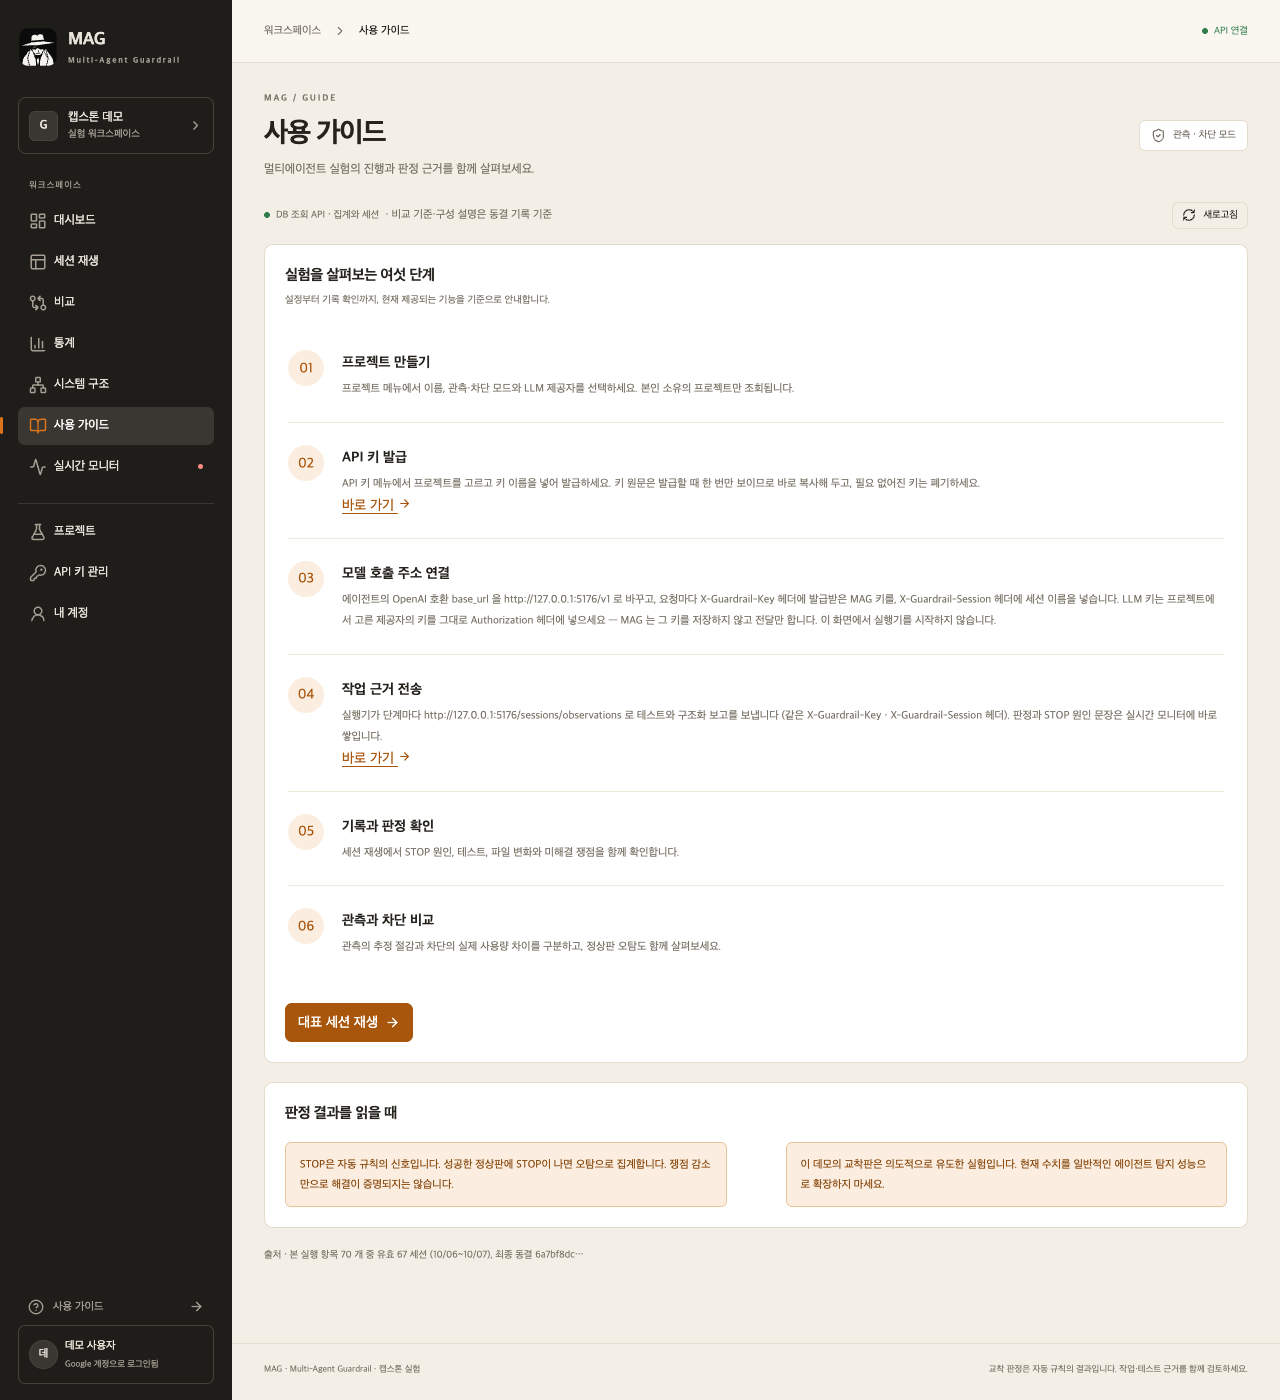 MAG
Multi-Agent Guardrail
G
캡스톤 데모
실험 워크스페이스
워크스페이스
대시보드
세션 재생
비교
통계
시스템 구조
사용 가이드
실시간 모니터
프로젝트
API 키 관리
내 계정
사용 가이드
데
데모 사용자
Google 계정으로 로그인됨
워크스페이스
사용 가이드
API 연결
MAG / GUIDE
사용 가이드
관측 · 차단 모드
멀티에이전트 실험의 진행과 판정 근거를 함께 살펴보세요.
DB 조회 API · 집계와 세션 · 비교 기준·구성 설명은 동결 기록 기준
새로고침
실험을 살펴보는 여섯 단계
설정부터 기록 확인까지, 현재 제공되는 기능을 기준으로 안내합니다.
01
프로젝트 만들기
프로젝트 메뉴에서 이름, 관측·차단 모드와 LLM 제공자를 선택하세요. 본인 소유의 프로젝트만 조회됩니다.
02
API 키 발급
API 키 메뉴에서 프로젝트를 고르고 키 이름을 넣어 발급하세요. 키 원문은 발급할 때 한 번만 보이므로 바로 복사해 두고, 필요 없어진 키는 폐기하세요.
바로 가기 →
03
모델 호출 주소 연결
에이전트의 OpenAI 호환 base_url 을 http://127.0.0.1:5176/v1 로 바꾸고, 요청마다 X-Guardrail-Key 헤더에 발급받은 MAG 키를, X-Guardrail-Session 헤더에 세션 이름을 넣습니다. LLM 키는 프로젝트에
서 고른 제공자의 키를 그대로 Authorization 헤더에 넣으세요 — MAG 는 그 키를 저장하지 않고 전달만 합니다. 이 화면에서 실행기를 시작하지 않습니다.
04
작업 근거 전송
실행기가 단계마다 http://127.0.0.1:5176/sessions/observations 로 테스트와 구조화 보고를 보냅니다 (같은 X-Guardrail-Key · X-Guardrail-Session 헤더). 판정과 STOP 원인 문장은 실시간 모니터에 바로
쌓입니다.
바로 가기 →
05
기록과 판정 확인
세션 재생에서 STOP 원인, 테스트, 파일 변화와 미해결 쟁점을 함께 확인합니다.
06
관측과 차단 비교
관측의 추정 절감과 차단의 실제 사용량 차이를 구분하고, 정상판 오탐도 함께 살펴보세요.
대표 세션 재생 →
판정 결과를 읽을 때
STOP은 자동 규칙의 신호입니다. 성공한 정상판에 STOP이 나면 오탐으로 집계합니다. 쟁점 감소
만으로 해결이 증명되지는 않습니다.
이 데모의 교착판은 의도적으로 유도한 실험입니다. 현재 수치를 일반적인 에이전트 탐지 성능으
로 확장하지 마세요.
출처 · 본 실행 항목 70 개 중 유효 67 세션 (10/06~10/07), 최종 동결 6a7bf8dc…
MAG · Multi-Agent Guardrail · 캡스톤 실험
교착 판정은 자동 규칙의 결과입니다. 작업·테스트 근거를 함께 검토하세요.